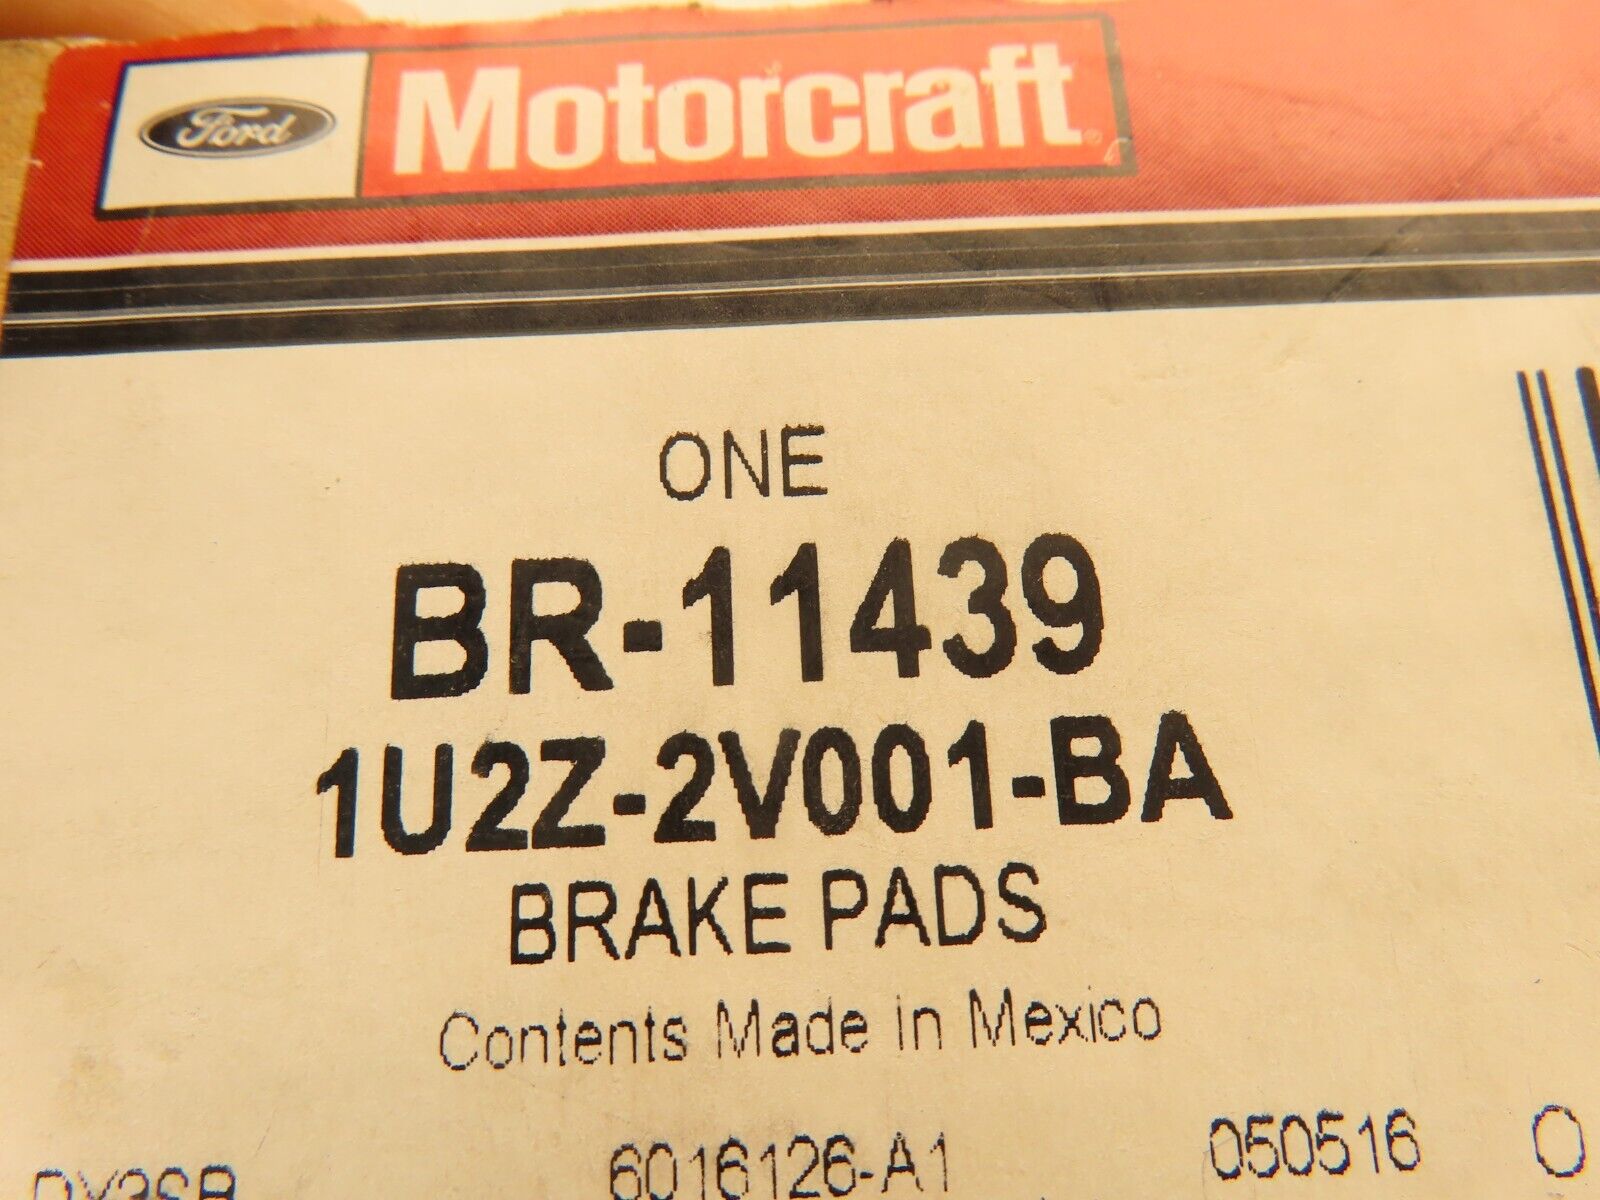 Ford Motorcraft®
ONE
BR-11439
1U2Z-2V001-BA
BRAKE PADS
Contents Made In Mexico
6016126-A1 050516 O